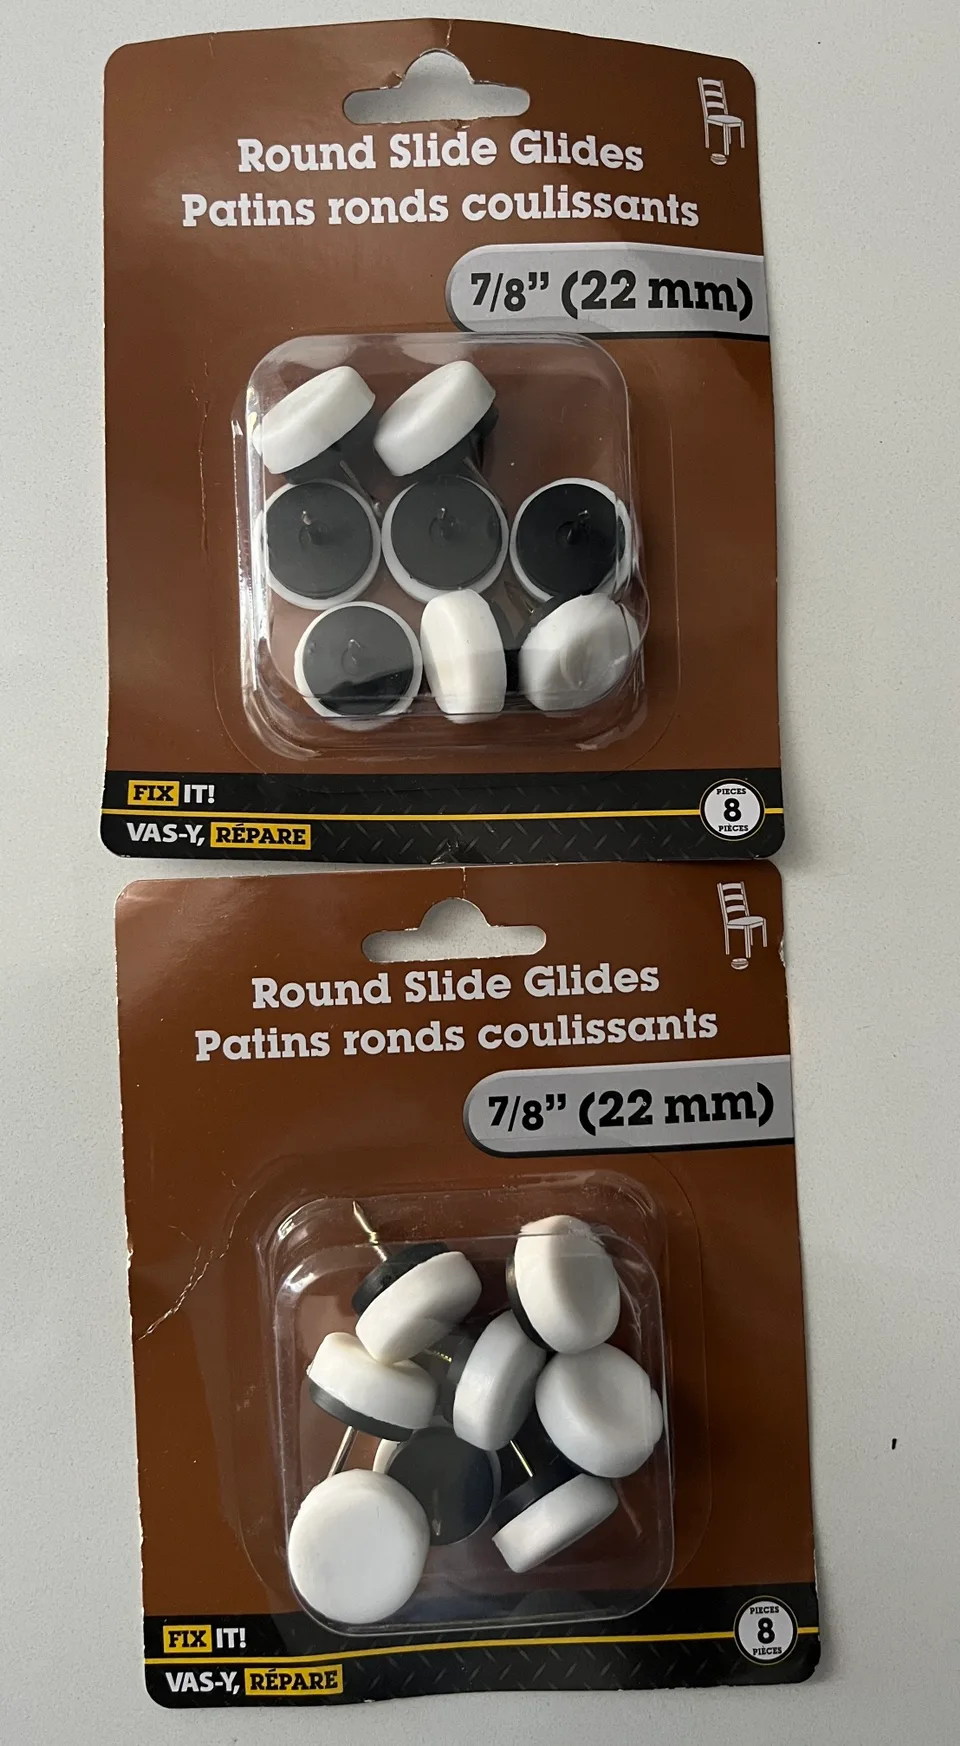 Round Slide Glides
Patins ronds coulissants
7/8” (22 mm)
FIX IT!
VAS-Y, RÉPARE
PIECES
8
PIÈCES
Round Slide Glides
Patins ronds coulissants
7/8” (22 mm)
FIX IT!
VAS-Y, RÉPARE
PIECES
8
PIÈCES